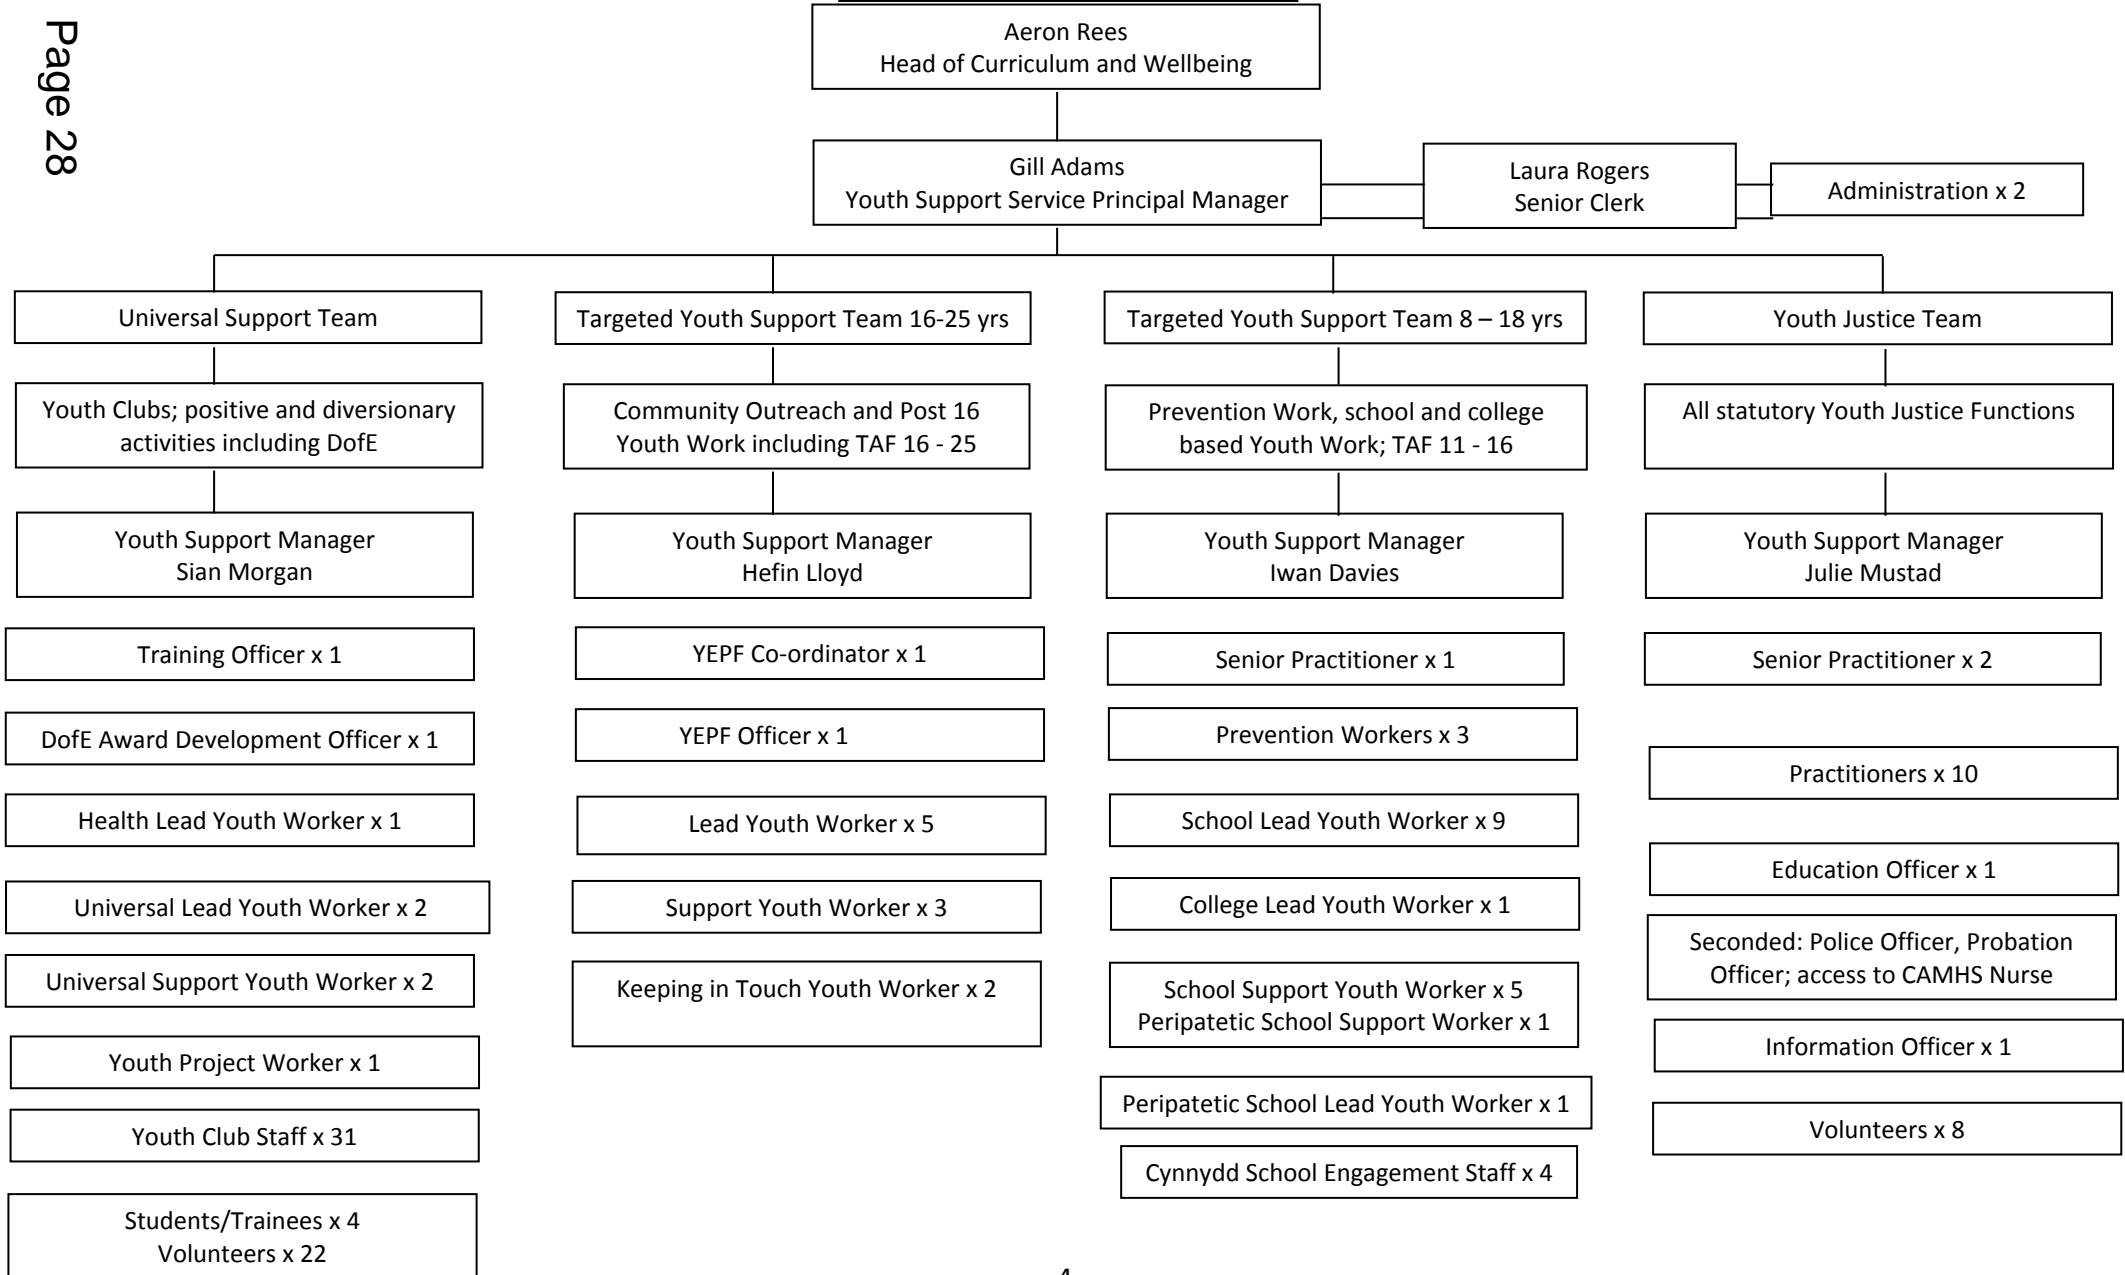 Page 28
Aeron Rees
Head of Curriculum and Wellbeing
Gill Adams
Youth Support Service Principal Manager
Laura Rogers
Senior Clerk
Administration x 2
Universal Support Team
Youth Clubs; positive and diversionary
activities including DofE
Youth Support Manager
Sian Morgan
Training Officer x 1
DofE Award Development Officer x 1
Health Lead Youth Worker x 1
Universal Lead Youth Worker x 2
Universal Support Youth Worker x 2
Youth Project Worker x 1
Youth Club Staff x 31
Students/Trainees x 4
Volunteers x 22
Targeted Youth Support Team 16-25 yrs
Community Outreach and Post 16
Youth Work including TAF 16 - 25
Youth Support Manager
Hefin Lloyd
YEPF Co-ordinator x 1
YEPF Officer x 1
Lead Youth Worker x 5
Support Youth Worker x 3
Keeping in Touch Youth Worker x 2
Targeted Youth Support Team 8 – 18 yrs
Prevention Work, school and college
based Youth Work; TAF 11 - 16
Youth Support Manager
Iwan Davies
Senior Practitioner x 1
Prevention Workers x 3
School Lead Youth Worker x 9
College Lead Youth Worker x 1
School Support Youth Worker x 5
Peripatetic School Support Worker x 1
Peripatetic School Lead Youth Worker x 1
Cynnydd School Engagement Staff x 4
Youth Justice Team
All statutory Youth Justice Functions
Youth Support Manager
Julie Mustad
Senior Practitioner x 2
Practitioners x 10
Education Officer x 1
Seconded: Police Officer, Probation
Officer; access to CAMHS Nurse
Information Officer x 1
Volunteers x 8